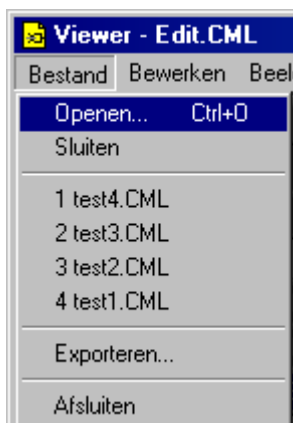 Viewer - Edit.CML
Bestand Bewerken Beel
Openen... Ctrl+O
Sluiten
1 test4.CML
2 test3.CML
3 test2.CML
4 test1.CML
Exporteren...
Afsluiten